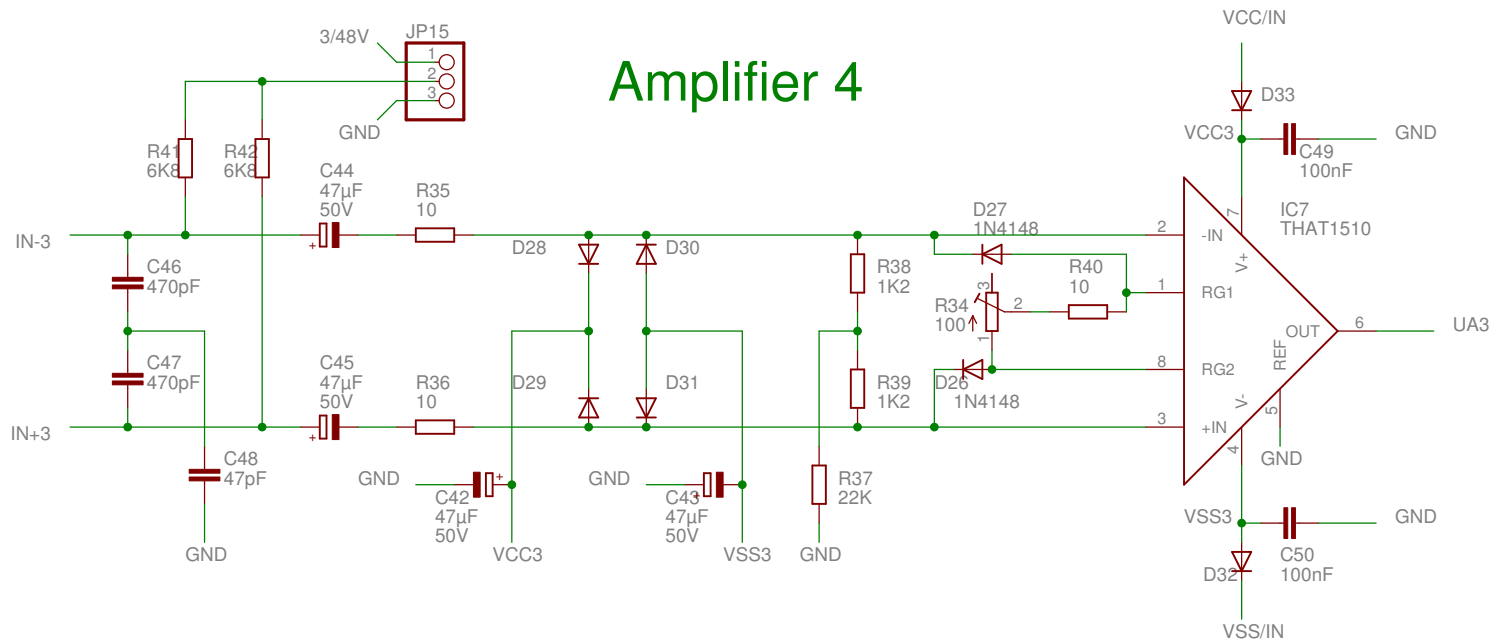 VCC/IN
3/48V
JP15
1
2
3
Amplifier 4
D33
GND
VCC3
GND
C49
100nF
R41
6K8
R42
6K8
C44
47µF
50V
+
R35
10
D28
D30
IN-3
D27
1N4148
2
-IN
7
V+
IC7
THAT1510
C46
470pF
R38
1K2
R40
10
3
R34
100
2
1
1
RG1
OUT
6
UA3
C47
470pF
C45
47µF
50V
+
R36
10
D29
D31
R39
1K2
D26
1N4148
8
RG2
REF
5
V-
4
IN+3
3
+IN
GND
C48
47pF
GND
GND
C42
47µF
50V
+
VCC3
GND
C43
47µF
50V
+
VSS3
R37
22K
GND
VSS3
GND
C50
100nF
D32
VSS/IN